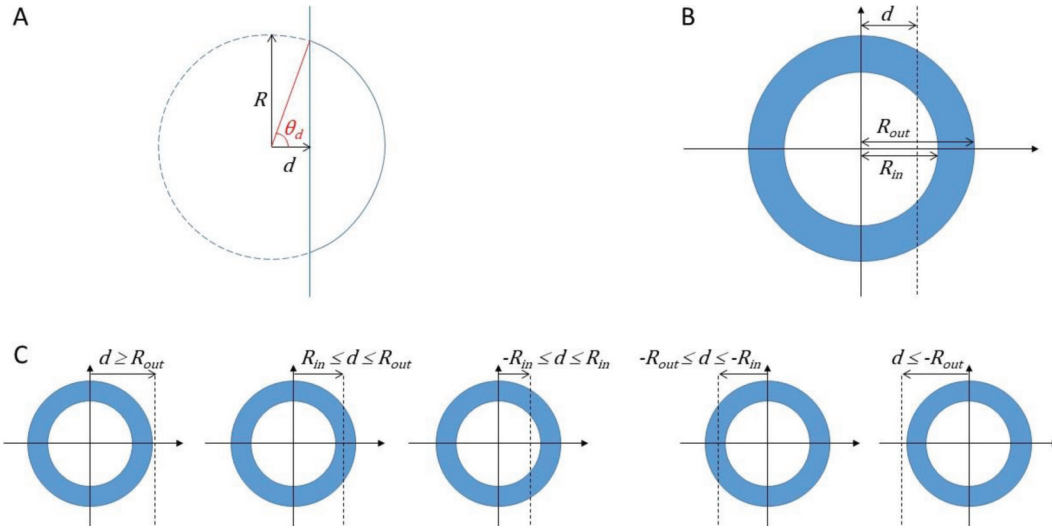 A
R
θd
d
B
d
Rout
Rin
C
d ≥ Rout
Rin ≤ d ≤ Rout
-Rin ≤ d ≤ Rin
-Rout ≤ d ≤ -Rin
d ≤ -Rout